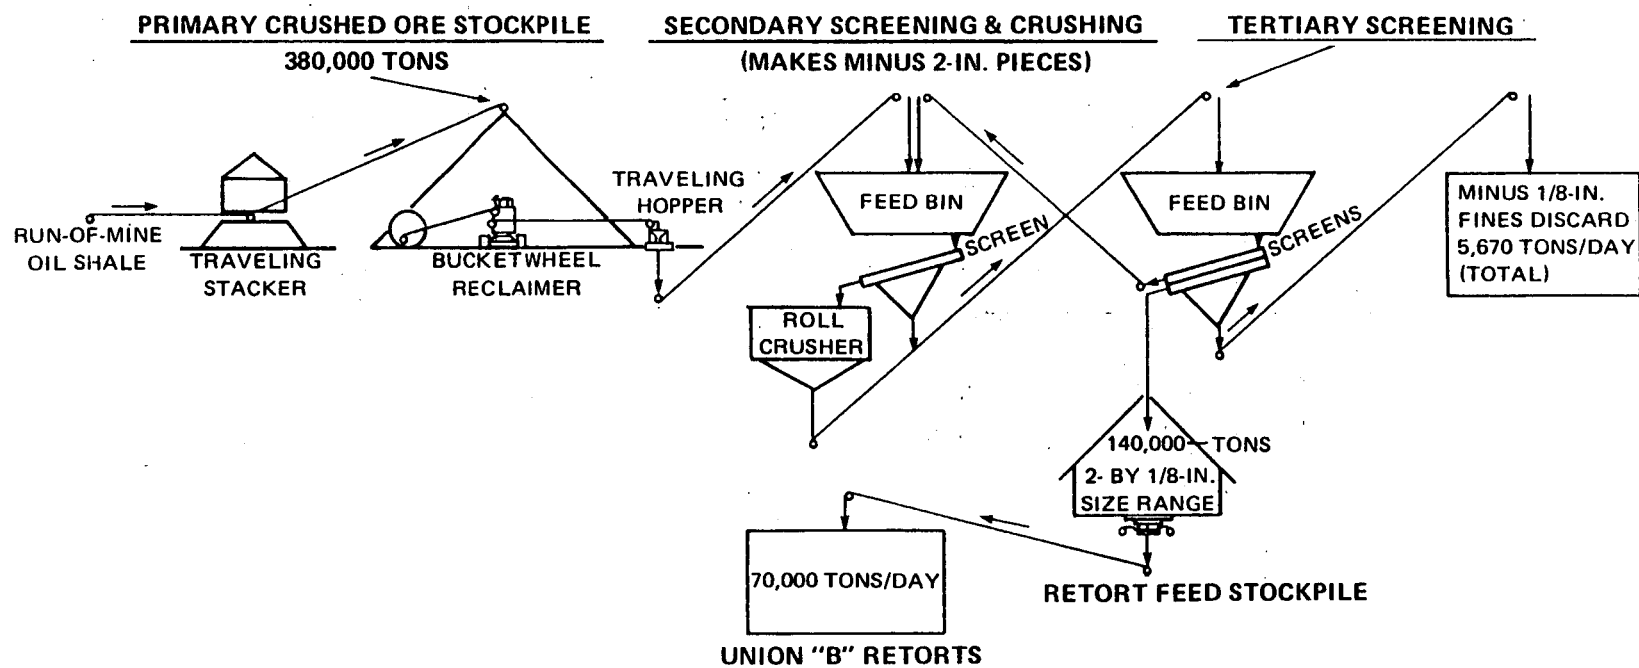 PRIMARY CRUSHED ORE STOCKPILE
380,000 TONS
SECONDARY SCREENING & CRUSHING
(MAKES MINUS 2-IN. PIECES)
TERTIARY SCREENING
RUN-OF-MINE
OIL SHALE
TRAVELING
STACKER
BUCKETWHEEL
RECLAIMER
TRAVELING
HOPPER
FEED BIN
SCREEN
ROLL
CRUSHER
FEED BIN
SCREENS
MINUS 1/8-IN.
FINES DISCARD
5,670 TONS/DAY
(TOTAL)
140,000 TONS
2- BY 1/8-IN.
SIZE RANGE
RETORT FEED STOCKPILE
70,000 TONS/DAY
UNION "B" RETORTS